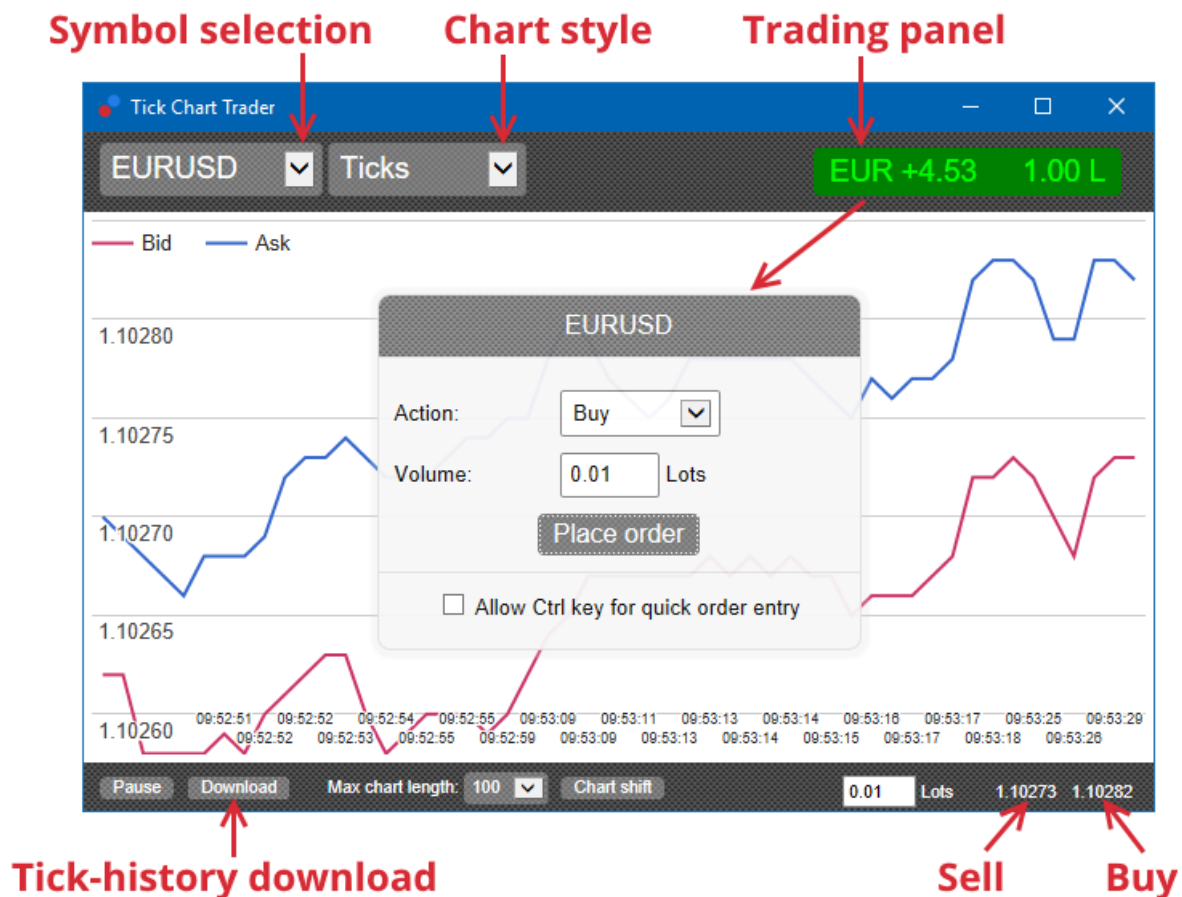 Symbol selection Chart style Trading panel
Tick Chart Trader
EURUSD Ticks EUR +4.53 1.00 L
Bid Ask
EURUSD
1.10280
Action: Buy
1.10275
Volume: 0.01 Lots
1.10270
Place order
Allow Ctrl key for quick order entry
1.10265
09:52:51 09:52:52 09:52:54 09:52:55 09:53:09 09:53:11 09:53:13 09:53:14 09:53:16 09:53:17 09:53:25 09:53:29
1.10260
09:52:52 09:52:53 09:52:55 09:52:59 09:53:09 09:53:13 09:53:14 09:53:15 09:53:17 09:53:18 09:53:26
Pause Download Max chart length: 100 Chart shift 0.01 Lots 1.10273 1.10282
Tick-history download Sell Buy